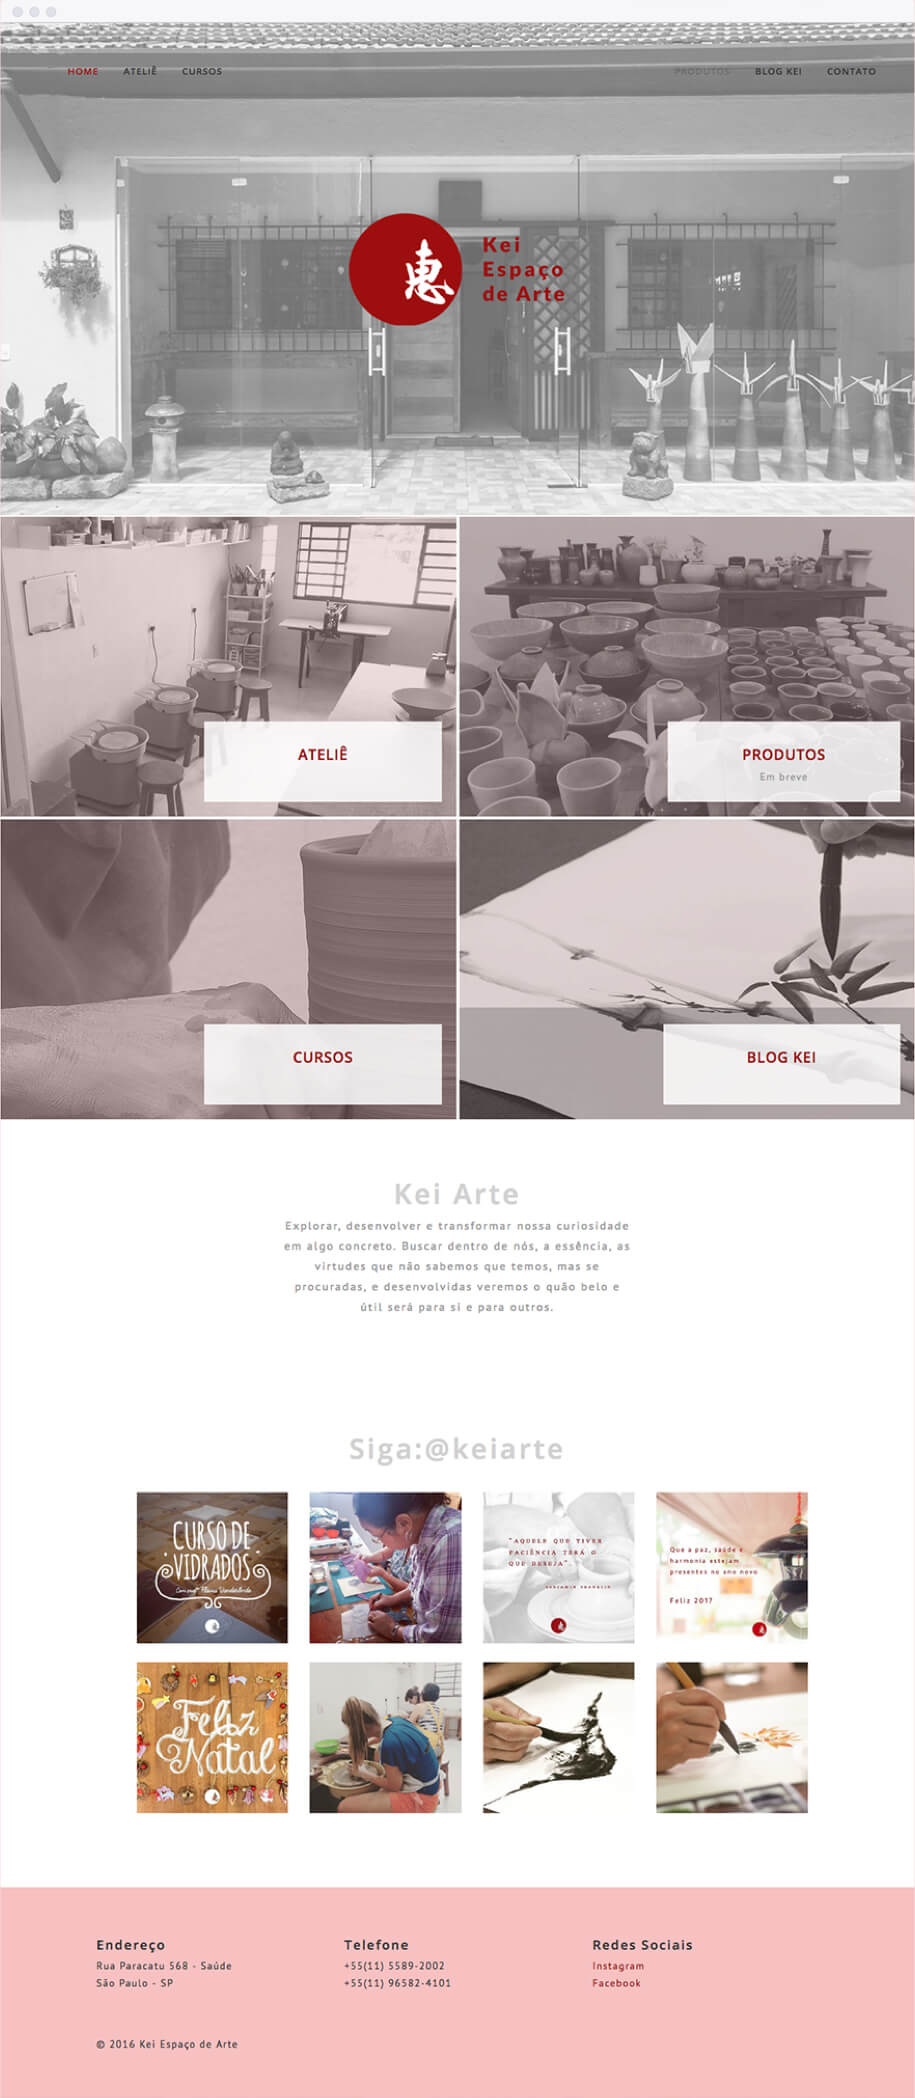 HOME ATELIÊ CURSOS PRODUTOS BLOG KEI CONTATO
惠
Kei
Espaço
de Arte
ATELIÊ
PRODUTOS
Em breve
CURSOS
BLOG KEI
Kei Arte
Explorar, desenvolver e transformar nossa curiosidade
em algo concreto. Buscar dentro de nós, a essência, as
virtudes que não sabemos que temos, mas se
procuradas, e desenvolvidas veremos o quão belo e
útil será para si e para outros.
Siga:@keiarte
CURSO DE
VIDRADOS
"AQUELE QUE TIVER
PACIÊNCIA TERÁ O
QUE DESEJA".
BENJAMIN FRANKLIN
Que a paz, saúde e
harmonia estejam
presentes no ano novo
Feliz 2017
Feliz
Natal
Endereço
Rua Paracatu 568 - Saúde
São Paulo - SP
Telefone
+55(11) 5589-2002
+55(11) 96582-4101
Redes Sociais
Instagram
Facebook
© 2016 Kei Espaço de Arte